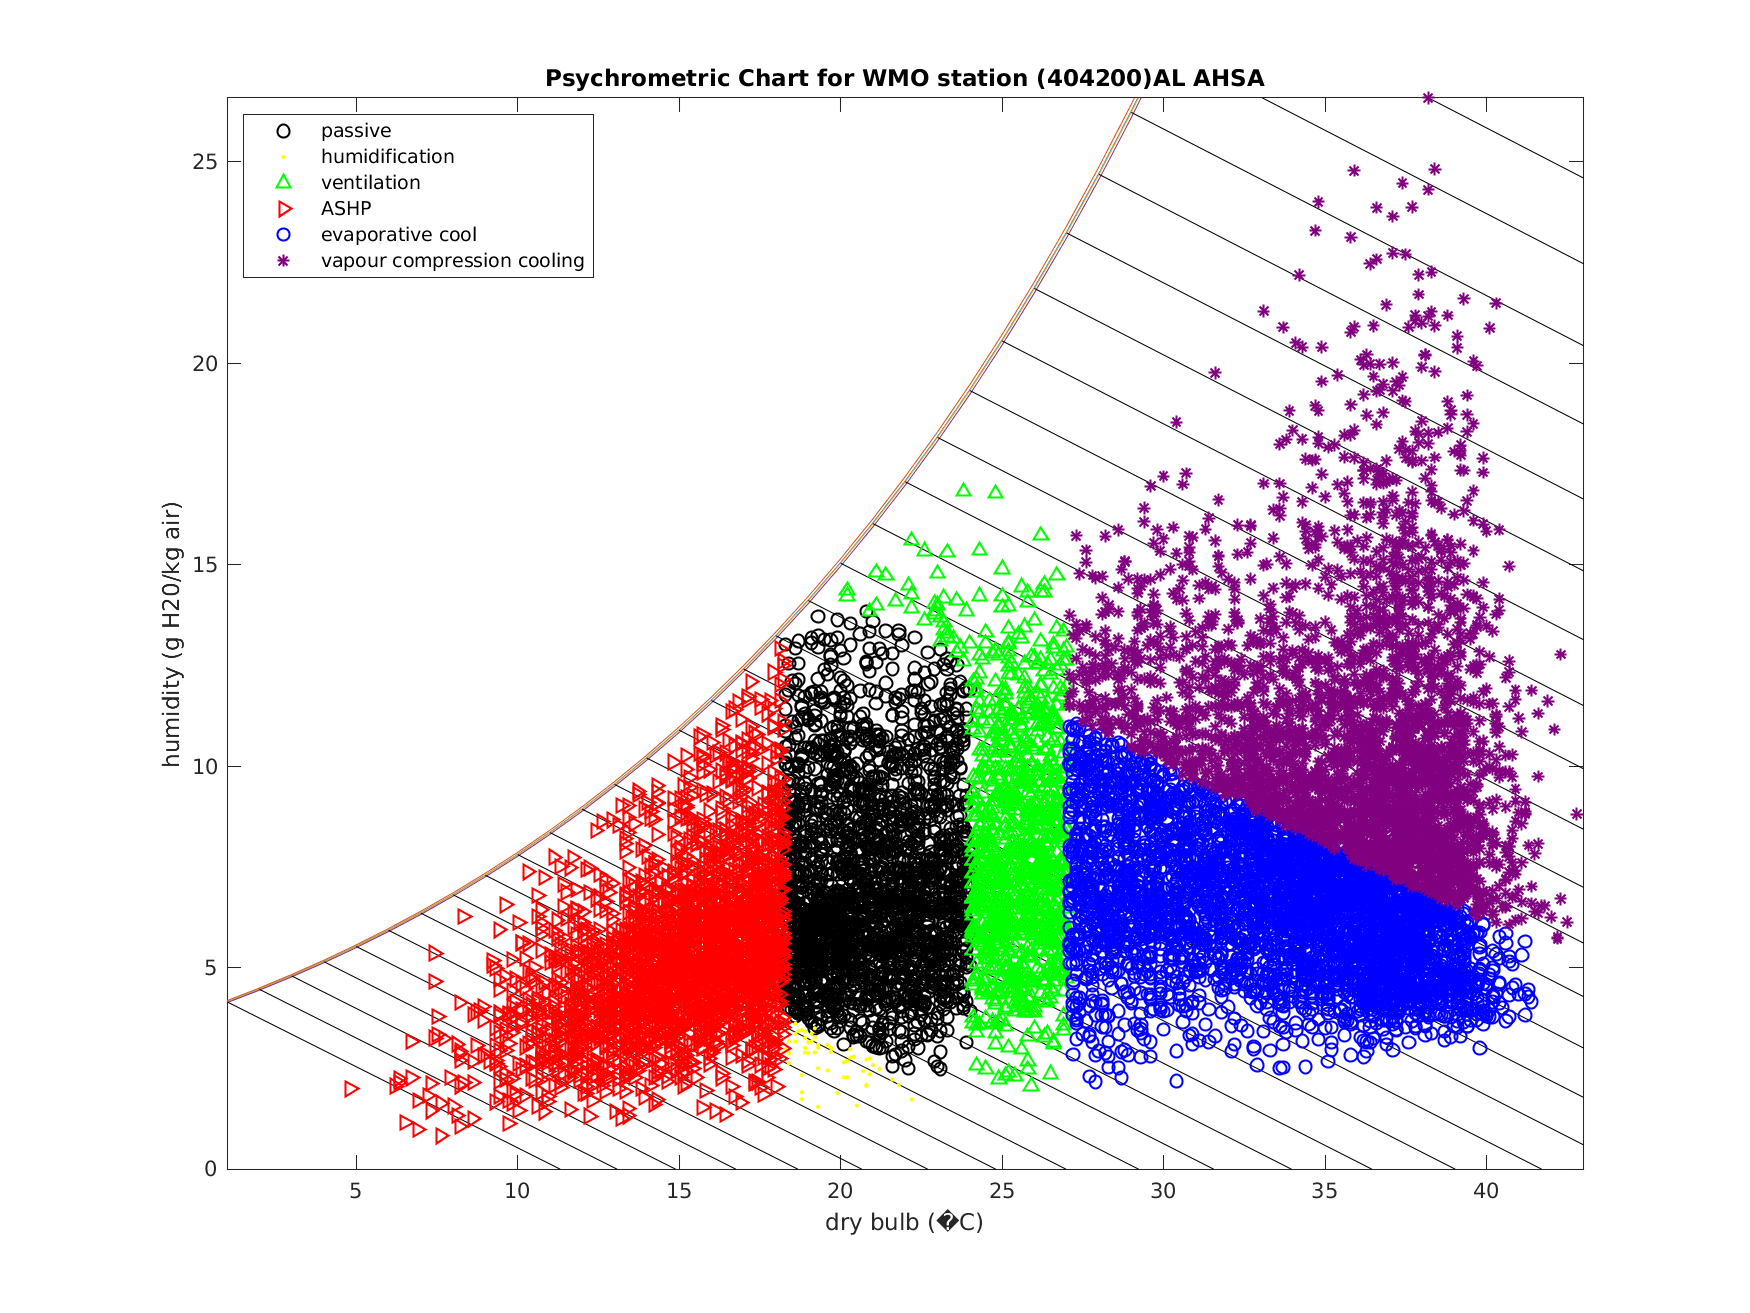 Psychrometric Chart for WMO station (404200)AL AHSA
passive
humidification
ventilation
ASHP
evaporative cool
vapour compression cooling
humidity (g H20/kg air)
25
20
15
10
5
0
5 10 15 20 25 30 35 40
dry bulb (�C)